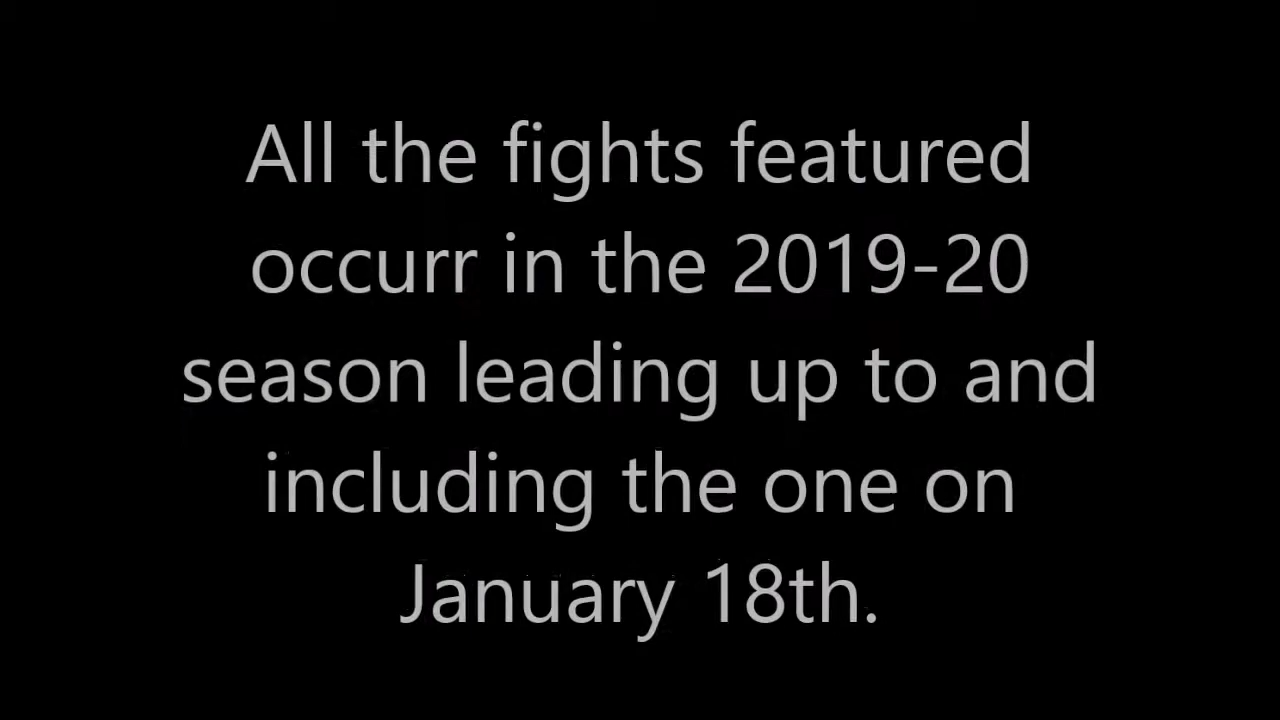 All the fights featured
occurr in the 2019-20
season leading up to and
including the one on
January 18th.